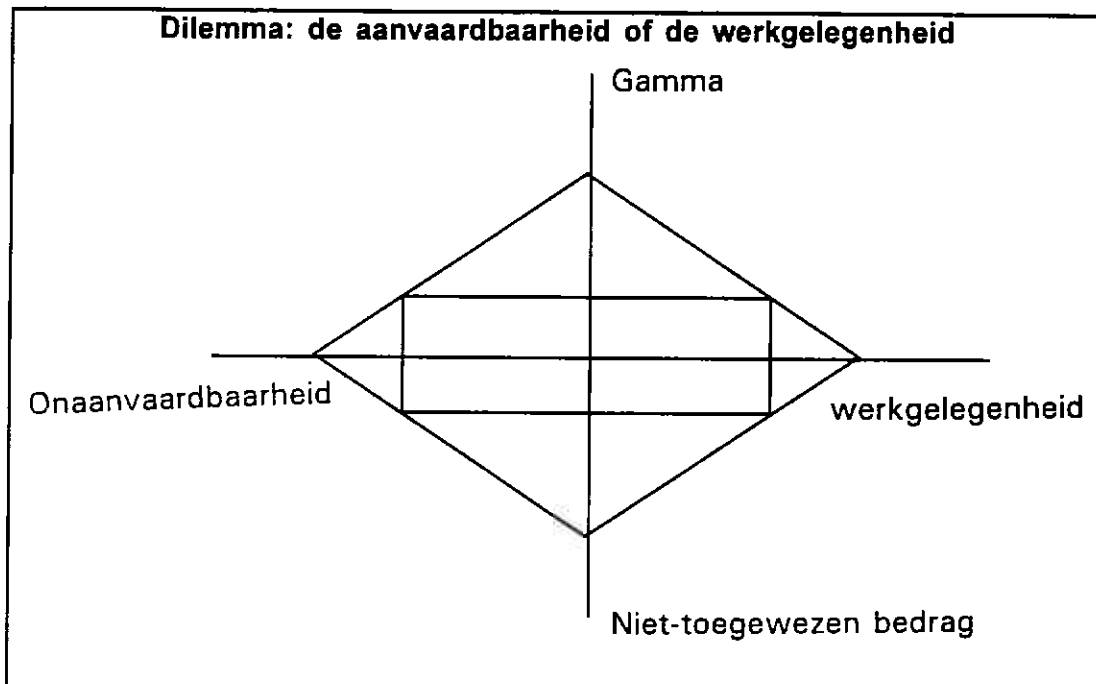 Dilemma: de aanvaardbaarheid of de werkgelegenheid
Gamma
Onaanvaardbaarheid
werkgelegenheid
Niet-toegewezen bedrag